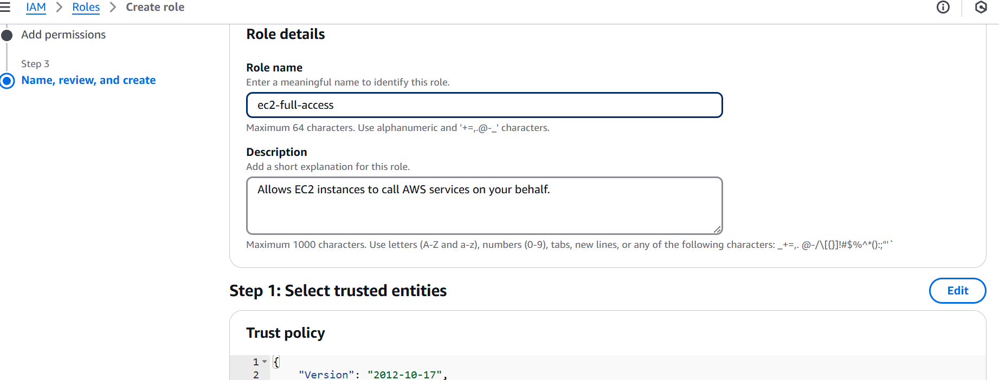 IAM > Roles > Create role
Add permissions
Step 3
Name, review, and create
Role details
Role name
Enter a meaningful name to identify this role.
ec2-full-access
Maximum 64 characters. Use alphanumeric and '+=,.@-_' characters.
Description
Add a short explanation for this role.
Allows EC2 instances to call AWS services on your behalf.
Maximum 1000 characters. Use letters (A-Z and a-z), numbers (0-9), tabs, new lines, or any of the following characters: _+=,. @-/\[{}]!#$%^*();:"'`
Step 1: Select trusted entities
Edit
Trust policy
1 {
2 "Version": "2012-10-17",